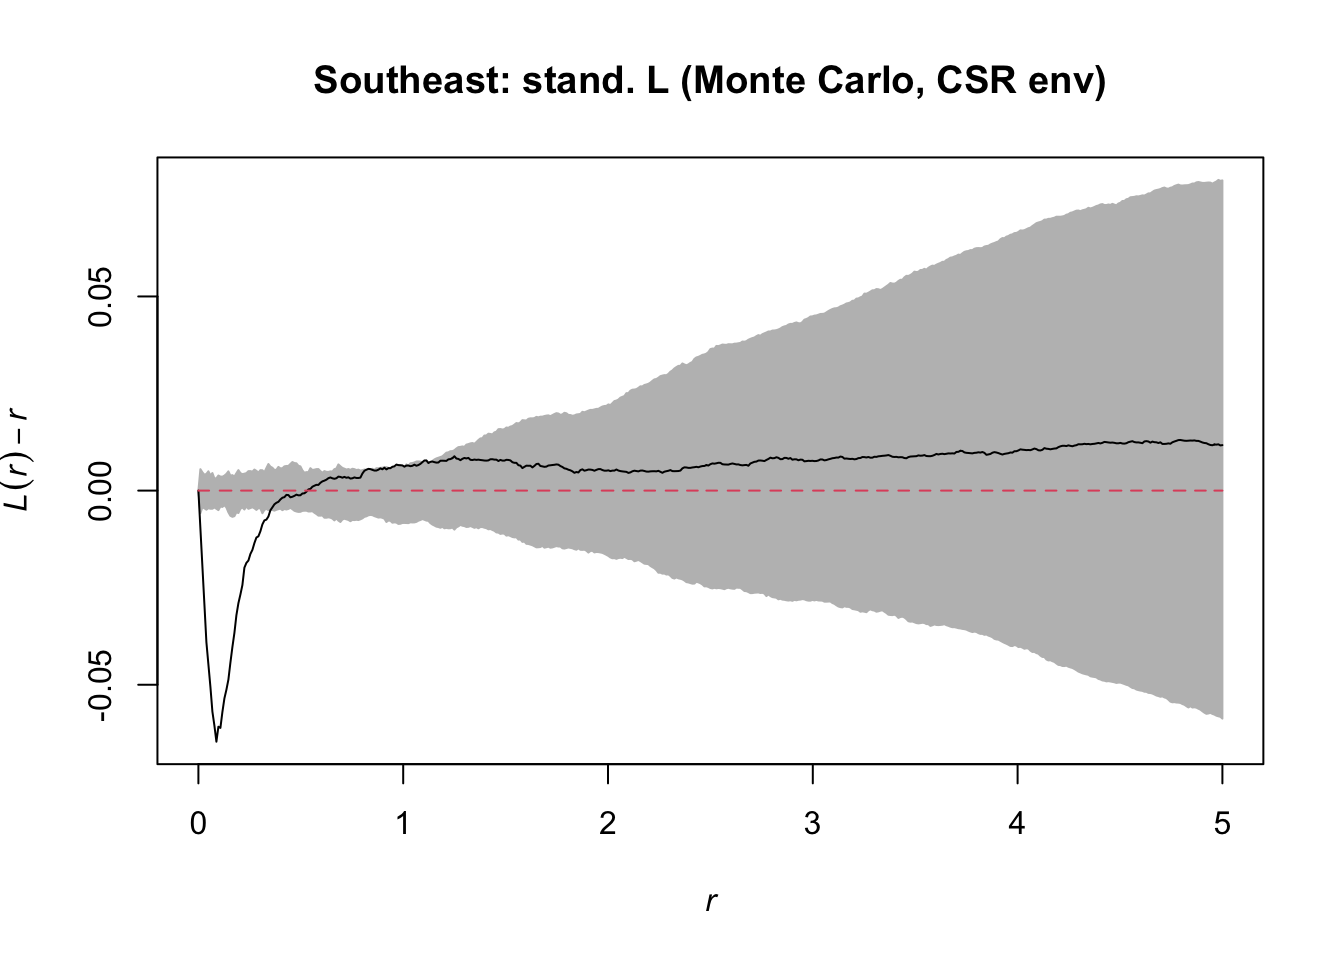 Southeast: stand. L (Monte Carlo, CSR env)
L(r) − r
0.05
0.00
-0.05
0 1 2 3 4 5
r